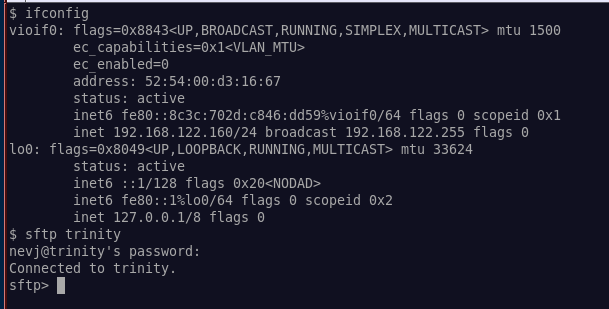 $ ifconfig
vioif0: flags=0x8843<UP,BROADCAST,RUNNING,SIMPLEX,MULTICAST> mtu 1500
        ec_capabilities=0x1<VLAN_MTU>
        ec_enabled=0
        address: 52:54:00:d3:16:67
        status: active
        inet6 fe80::8c3c:702d:c846:dd59%vioif0/64 flags 0 scopeid 0x1
        inet 192.168.122.160/24 broadcast 192.168.122.255 flags 0
lo0: flags=0x8049<UP,LOOPBACK,RUNNING,MULTICAST> mtu 33624
        status: active
        inet6 ::1/128 flags 0x20<NODAD>
        inet6 fe80::1%lo0/64 flags 0 scopeid 0x2
        inet 127.0.0.1/8 flags 0
$ sftp trinity
nevj@trinity's password:
Connected to trinity.
sftp>